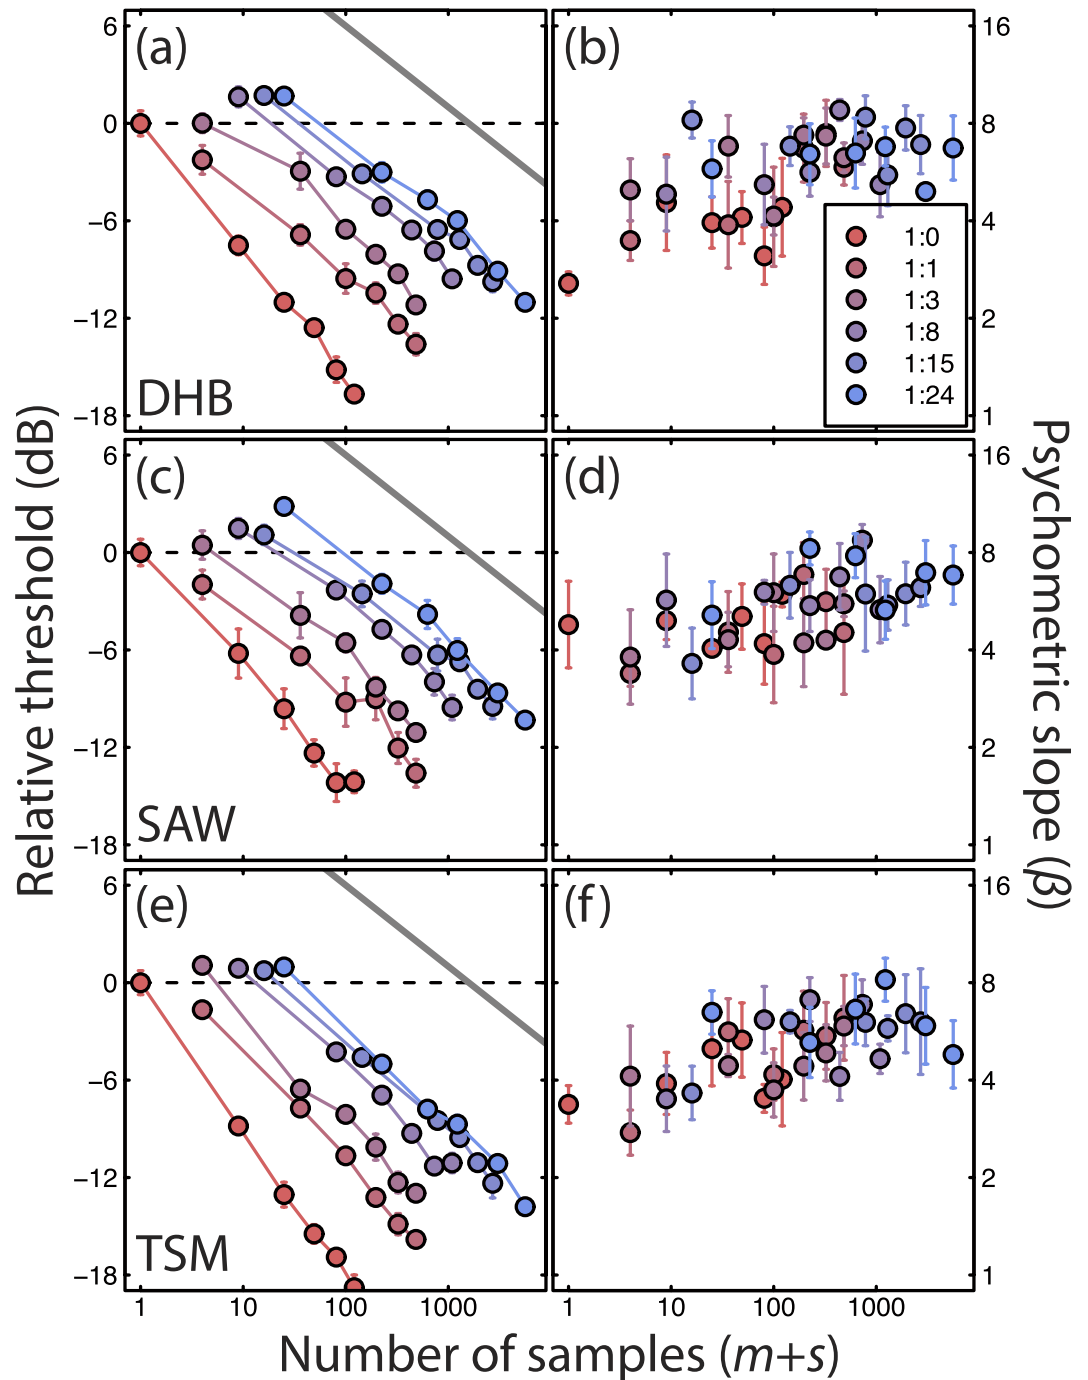 6
0
−6
−12
−18
(a)
DHB
(b)
16
8
4
2
1
1:0
1:1
1:3
1:8
1:15
1:24
6
0
−6
−12
−18
(c)
SAW
(d)
16
8
4
2
1
6
0
−6
−12
−18
(e)
TSM
(f)
16
8
4
2
1
1 10 100 1000
1 10 100 1000
Relative threshold (dB)
Psychometric slope (β)
Number of samples (m+s)